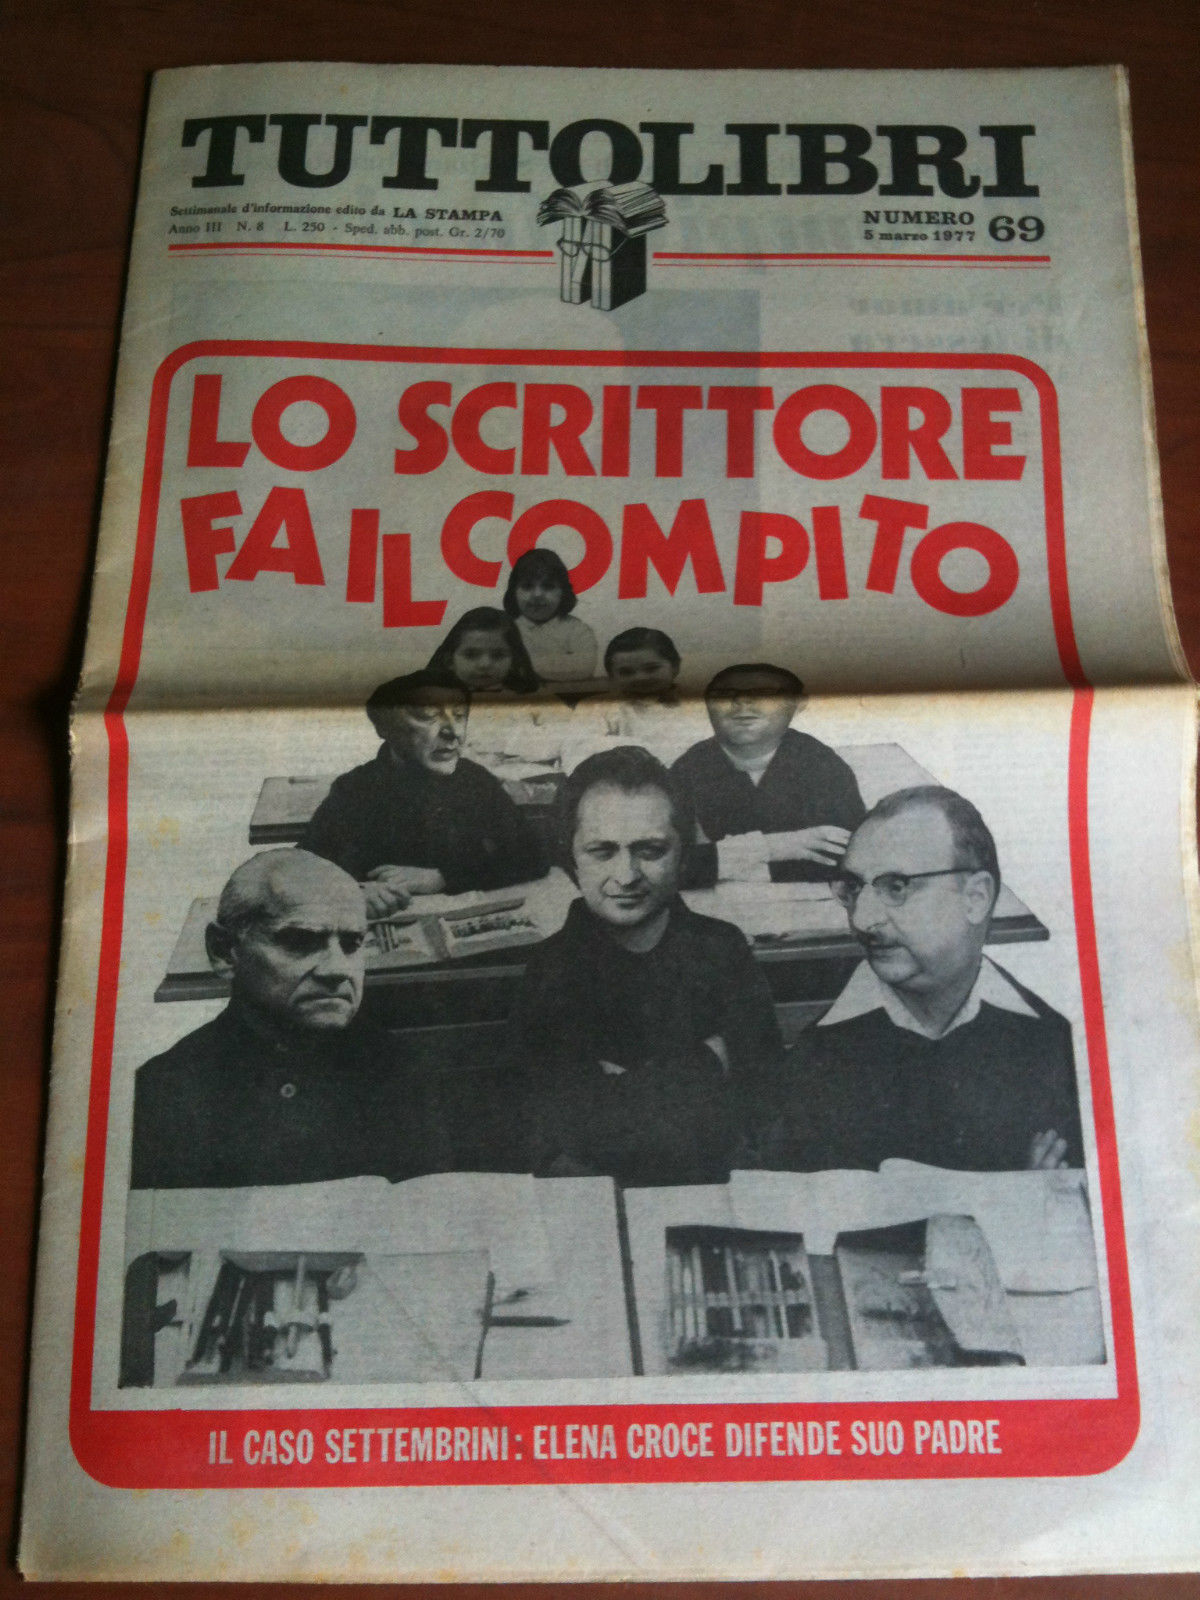 TUTTOLIBRI
Settimanale d'informazione edito da LA STAMPA
Anno III N. 8 L. 250 - Sped. abb. post. Gr. 2/70
NUMERO 69
5 marzo 1977
LO SCRITTORE
FA IL COMPITO
IL CASO SETTEMBRINI: ELENA CROCE DIFENDE SUO PADRE